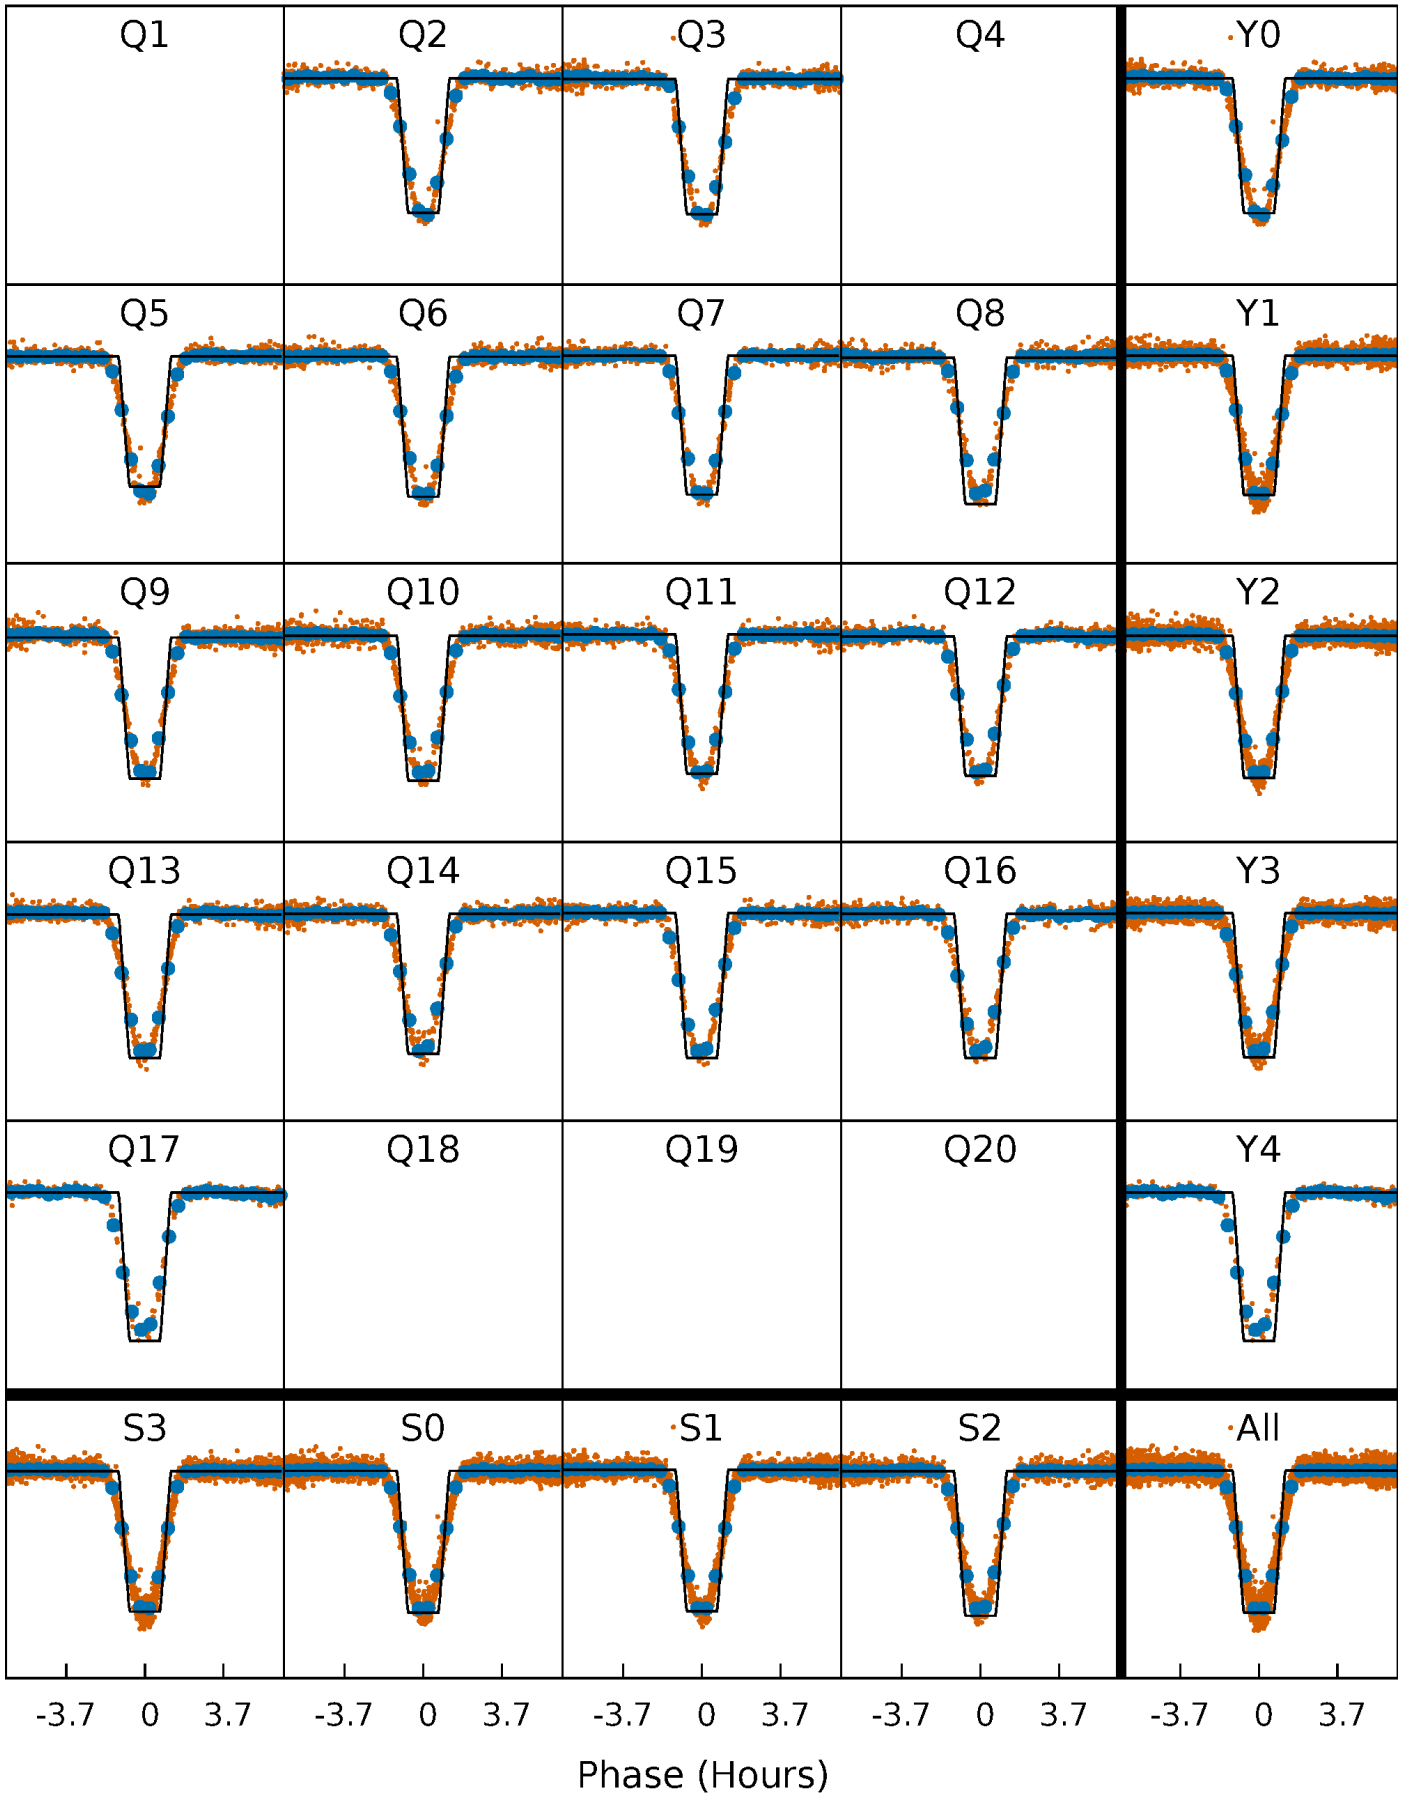 Q1 Q2 Q3 Q4 Y0
Q5 Q6 Q7 Q8 Y1
Q9 Q10 Q11 Q12 Y2
Q13 Q14 Q15 Q16 Y3
Q17 Q18 Q19 Q20 Y4
S3 S0 S1 S2 All
-3.7 0 3.7 -3.7 0 3.7 -3.7 0 3.7 -3.7 0 3.7 -3.7 0 3.7
Phase (Hours)